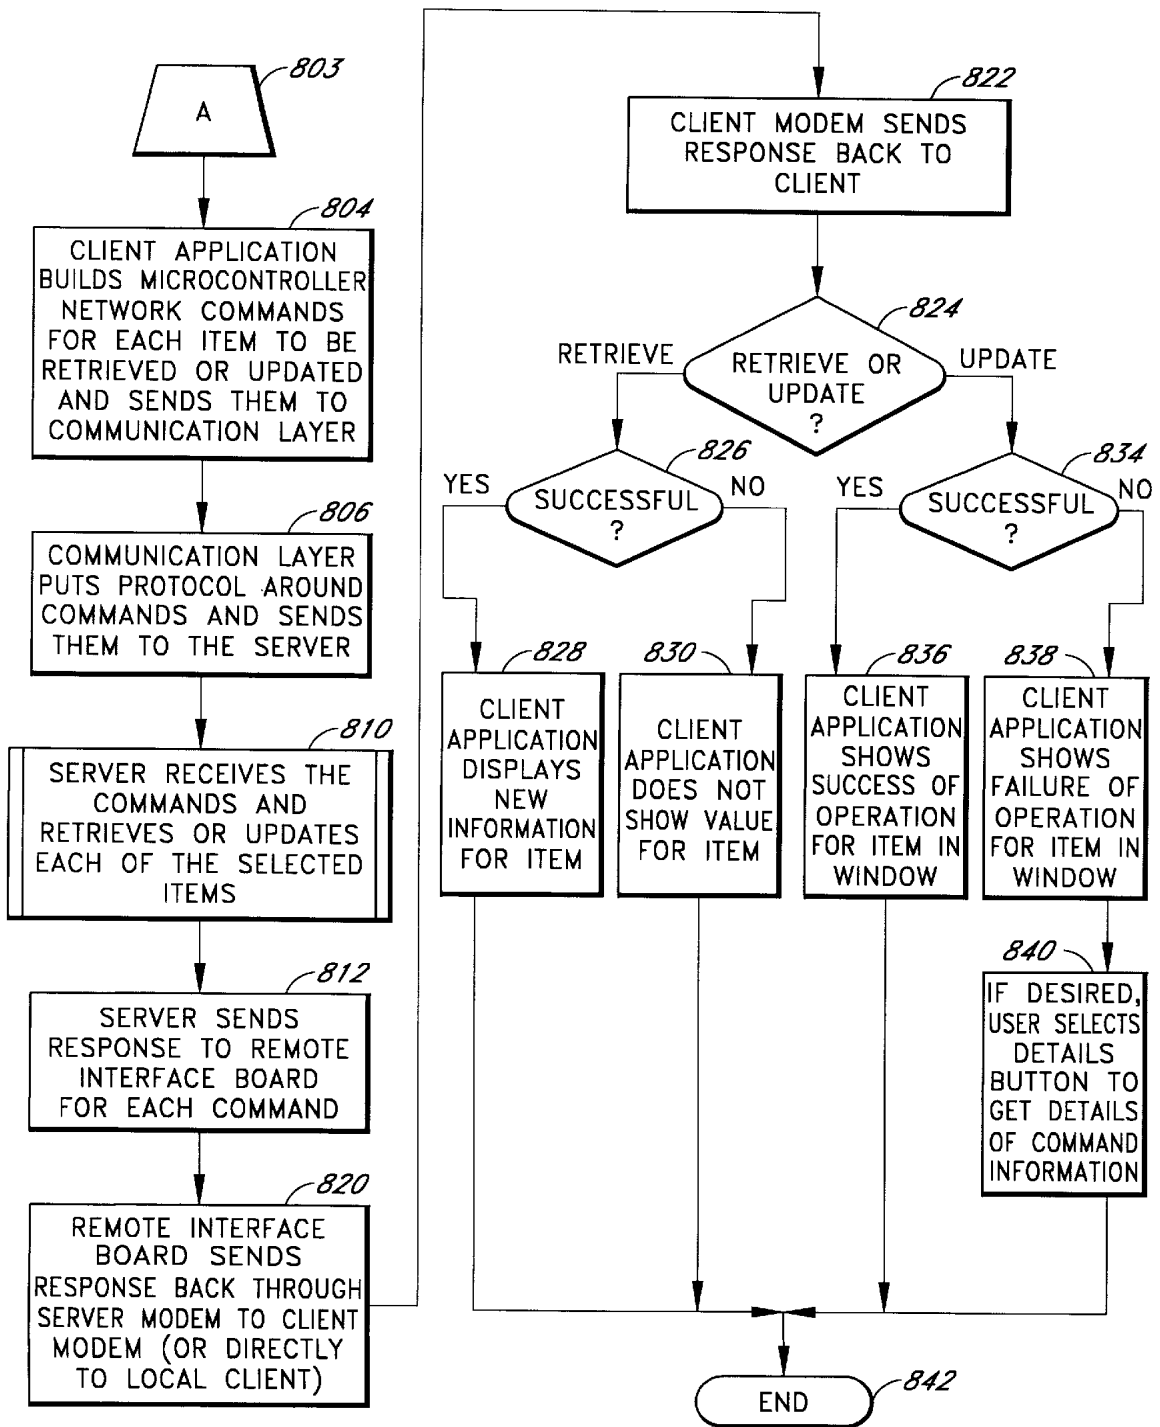 803
A
804
CLIENT APPLICATION
BUILDS MICROCONTROLLER
NETWORK COMMANDS
FOR EACH ITEM TO BE
RETRIEVED OR UPDATED
AND SENDS THEM TO
COMMUNICATION LAYER
806
COMMUNICATION LAYER
PUTS PROTOCOL AROUND
COMMANDS AND SENDS
THEM TO THE SERVER
810
SERVER RECEIVES THE
COMMANDS AND
RETRIEVES OR UPDATES
EACH OF THE SELECTED
ITEMS
812
SERVER SENDS
RESPONSE TO REMOTE
INTERFACE BOARD
FOR EACH COMMAND
820
REMOTE INTERFACE
BOARD SENDS
RESPONSE BACK THROUGH
SERVER MODEM TO CLIENT
MODEM (OR DIRECTLY
TO LOCAL CLIENT)
822
CLIENT MODEM SENDS
RESPONSE BACK TO
CLIENT
824
RETRIEVE OR
UPDATE
?
RETRIEVE
UPDATE
826
SUCCESSFUL
?
YES
NO
834
SUCCESSFUL
?
YES
NO
828
CLIENT
APPLICATION
DISPLAYS
NEW
INFORMATION
FOR ITEM
830
CLIENT
APPLICATION
DOES NOT
SHOW VALUE
FOR ITEM
836
CLIENT
APPLICATION
SHOWS
SUCCESS OF
OPERATION
FOR ITEM IN
WINDOW
838
CLIENT
APPLICATION
SHOWS
FAILURE OF
OPERATION
FOR ITEM IN
WINDOW
840
IF DESIRED,
USER SELECTS
DETAILS
BUTTON TO
GET DETAILS
OF COMMAND
INFORMATION
END
842